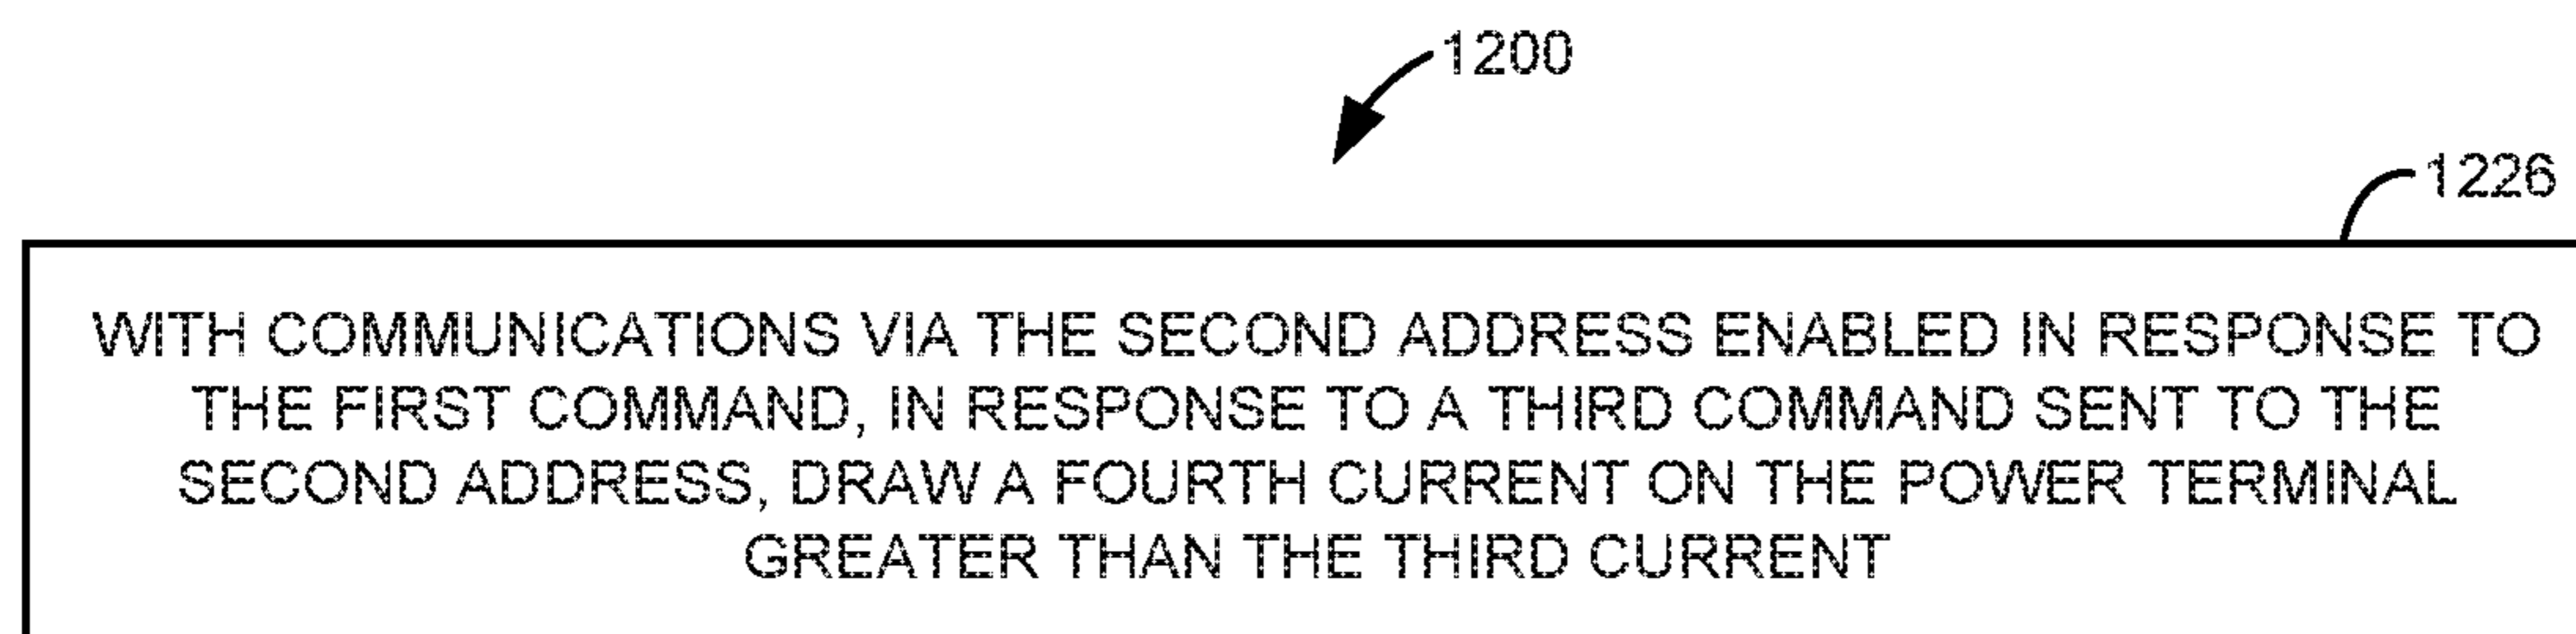 1200
1226
WITH COMMUNICATIONS VIA THE SECOND ADDRESS ENABLED IN RESPONSE TO
THE FIRST COMMAND, IN RESPONSE TO A THIRD COMMAND SENT TO THE
SECOND ADDRESS, DRAW A FOURTH CURRENT ON THE POWER TERMINAL
GREATER THAN THE THIRD CURRENT